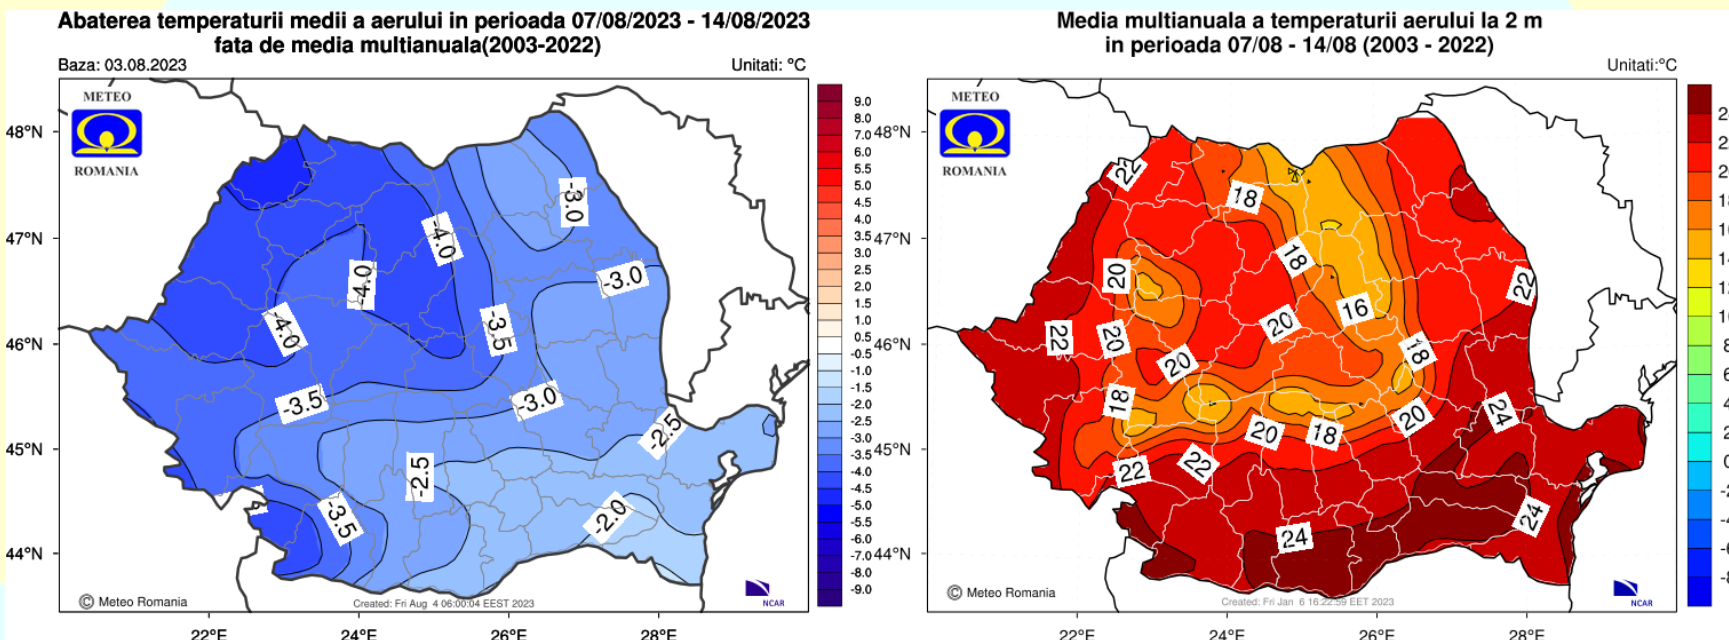 Abaterea temperaturii medii a aerului in perioada 07/08/2023 - 14/08/2023
fata de media multianuala(2003-2022)
Baza: 03.08.2023
Unitati: °C
METEO
ROMANIA
48°N
47°N
46°N
45°N
44°N
22°E
24°E
26°E
28°E
-3.0
-4.0
-3.0
-4.0
-4.0
-3.5
-3.5
-3.0
-2.5
-2.5
-3.5
-2.0
9.0
8.0
7.0
6.0
5.5
5.0
4.5
4.0
3.5
3.0
2.5
2.0
1.5
1.0
0.5
-0.5
-1.0
-1.5
-2.0
-2.5
-3.0
-3.5
-4.0
-4.5
-5.0
-5.5
-6.0
-7.0
-8.0
-9.0
© Meteo Romania
Created: Fri Aug 4 06:00:04 EEST 2023
NCAR
Media multianuala a temperaturii aerului la 2 m
in perioada 07/08 - 14/08 (2003 - 2022)
Unitati:°C
METEO
ROMANIA
48°N
47°N
46°N
45°N
44°N
22°E
24°E
26°E
28°E
22
18
18
20
22
16
20
22
20
18
20
18
24
20
20
18
22
22
24
24
© Meteo Romania
Created: Fri Jan 6 16:22:59 EET 2023
NCAR